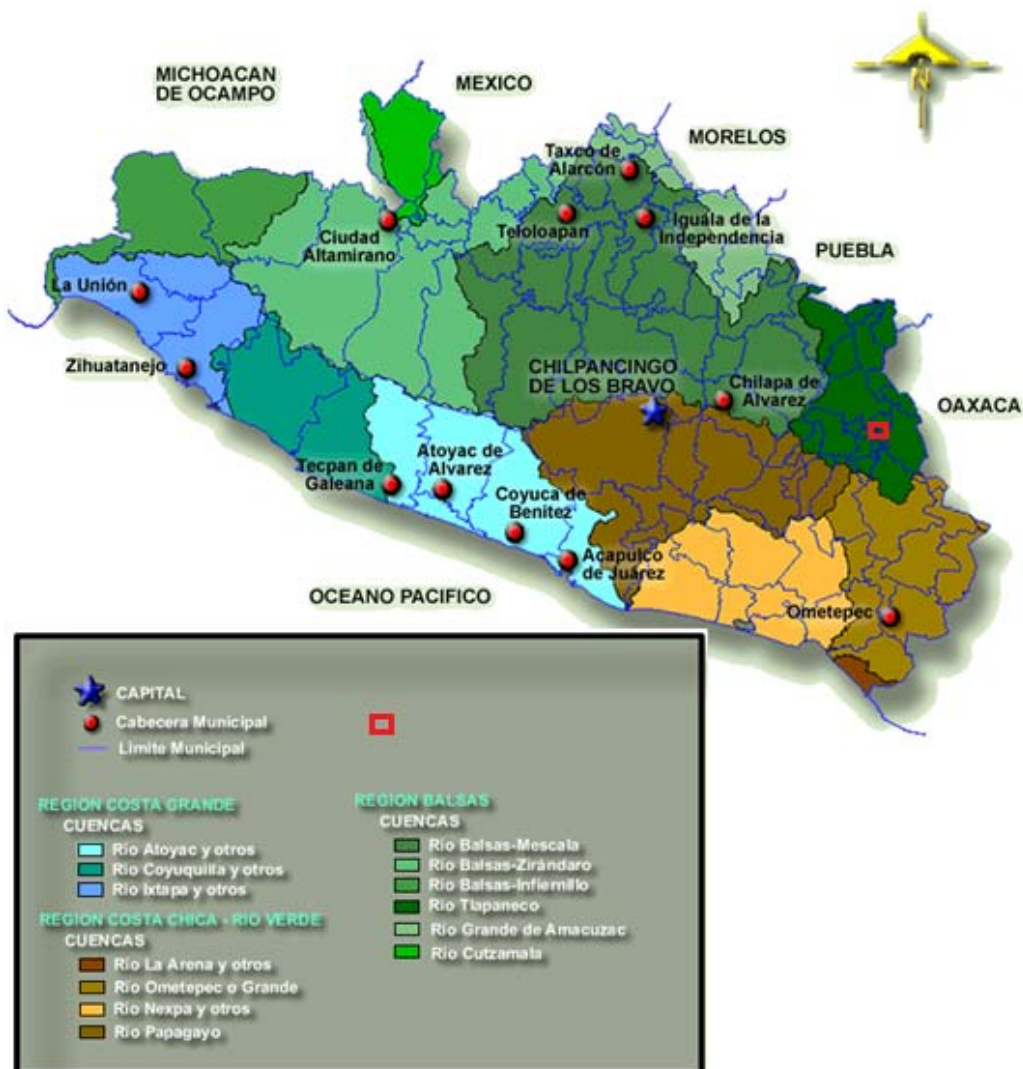 N
MICHOACAN
DE OCAMPO
MEXICO
MORELOS
Taxco de
Alarcón
Teloloapan
Iguála de la
Independencia
Ciudad
Altamirano
PUEBLA
La Unión
Zihuatanejo
CHILPANCINGO
DE LOS BRAVO
Chilapa de
Alvarez
OAXACA
Tecpan de
Galeana
Atoyac de
Alvarez
Coyuca de
Benitez
Acapulco
de Juárez
OCEANO PACIFICO
Ometepec
CAPITAL
Cabecera Municipal
Límite Municipal
REGION COSTA GRANDE
CUENCAS
Río Atoyac y otros
Río Coyuquilla y otros
Río Ixtapa y otros
REGION COSTA CHICA - RIO VERDE
CUENCAS
Río La Arena y otros
Río Ometepec o Grande
Río Nexpa y otros
Río Papagayo
REGION BALSAS
CUENCAS
Río Balsas-Mescala
Río Balsas-Zirándaro
Río Balsas-Infiernillo
Río Tlapaneco
Río Grande de Amacuzac
Río Cutzamala